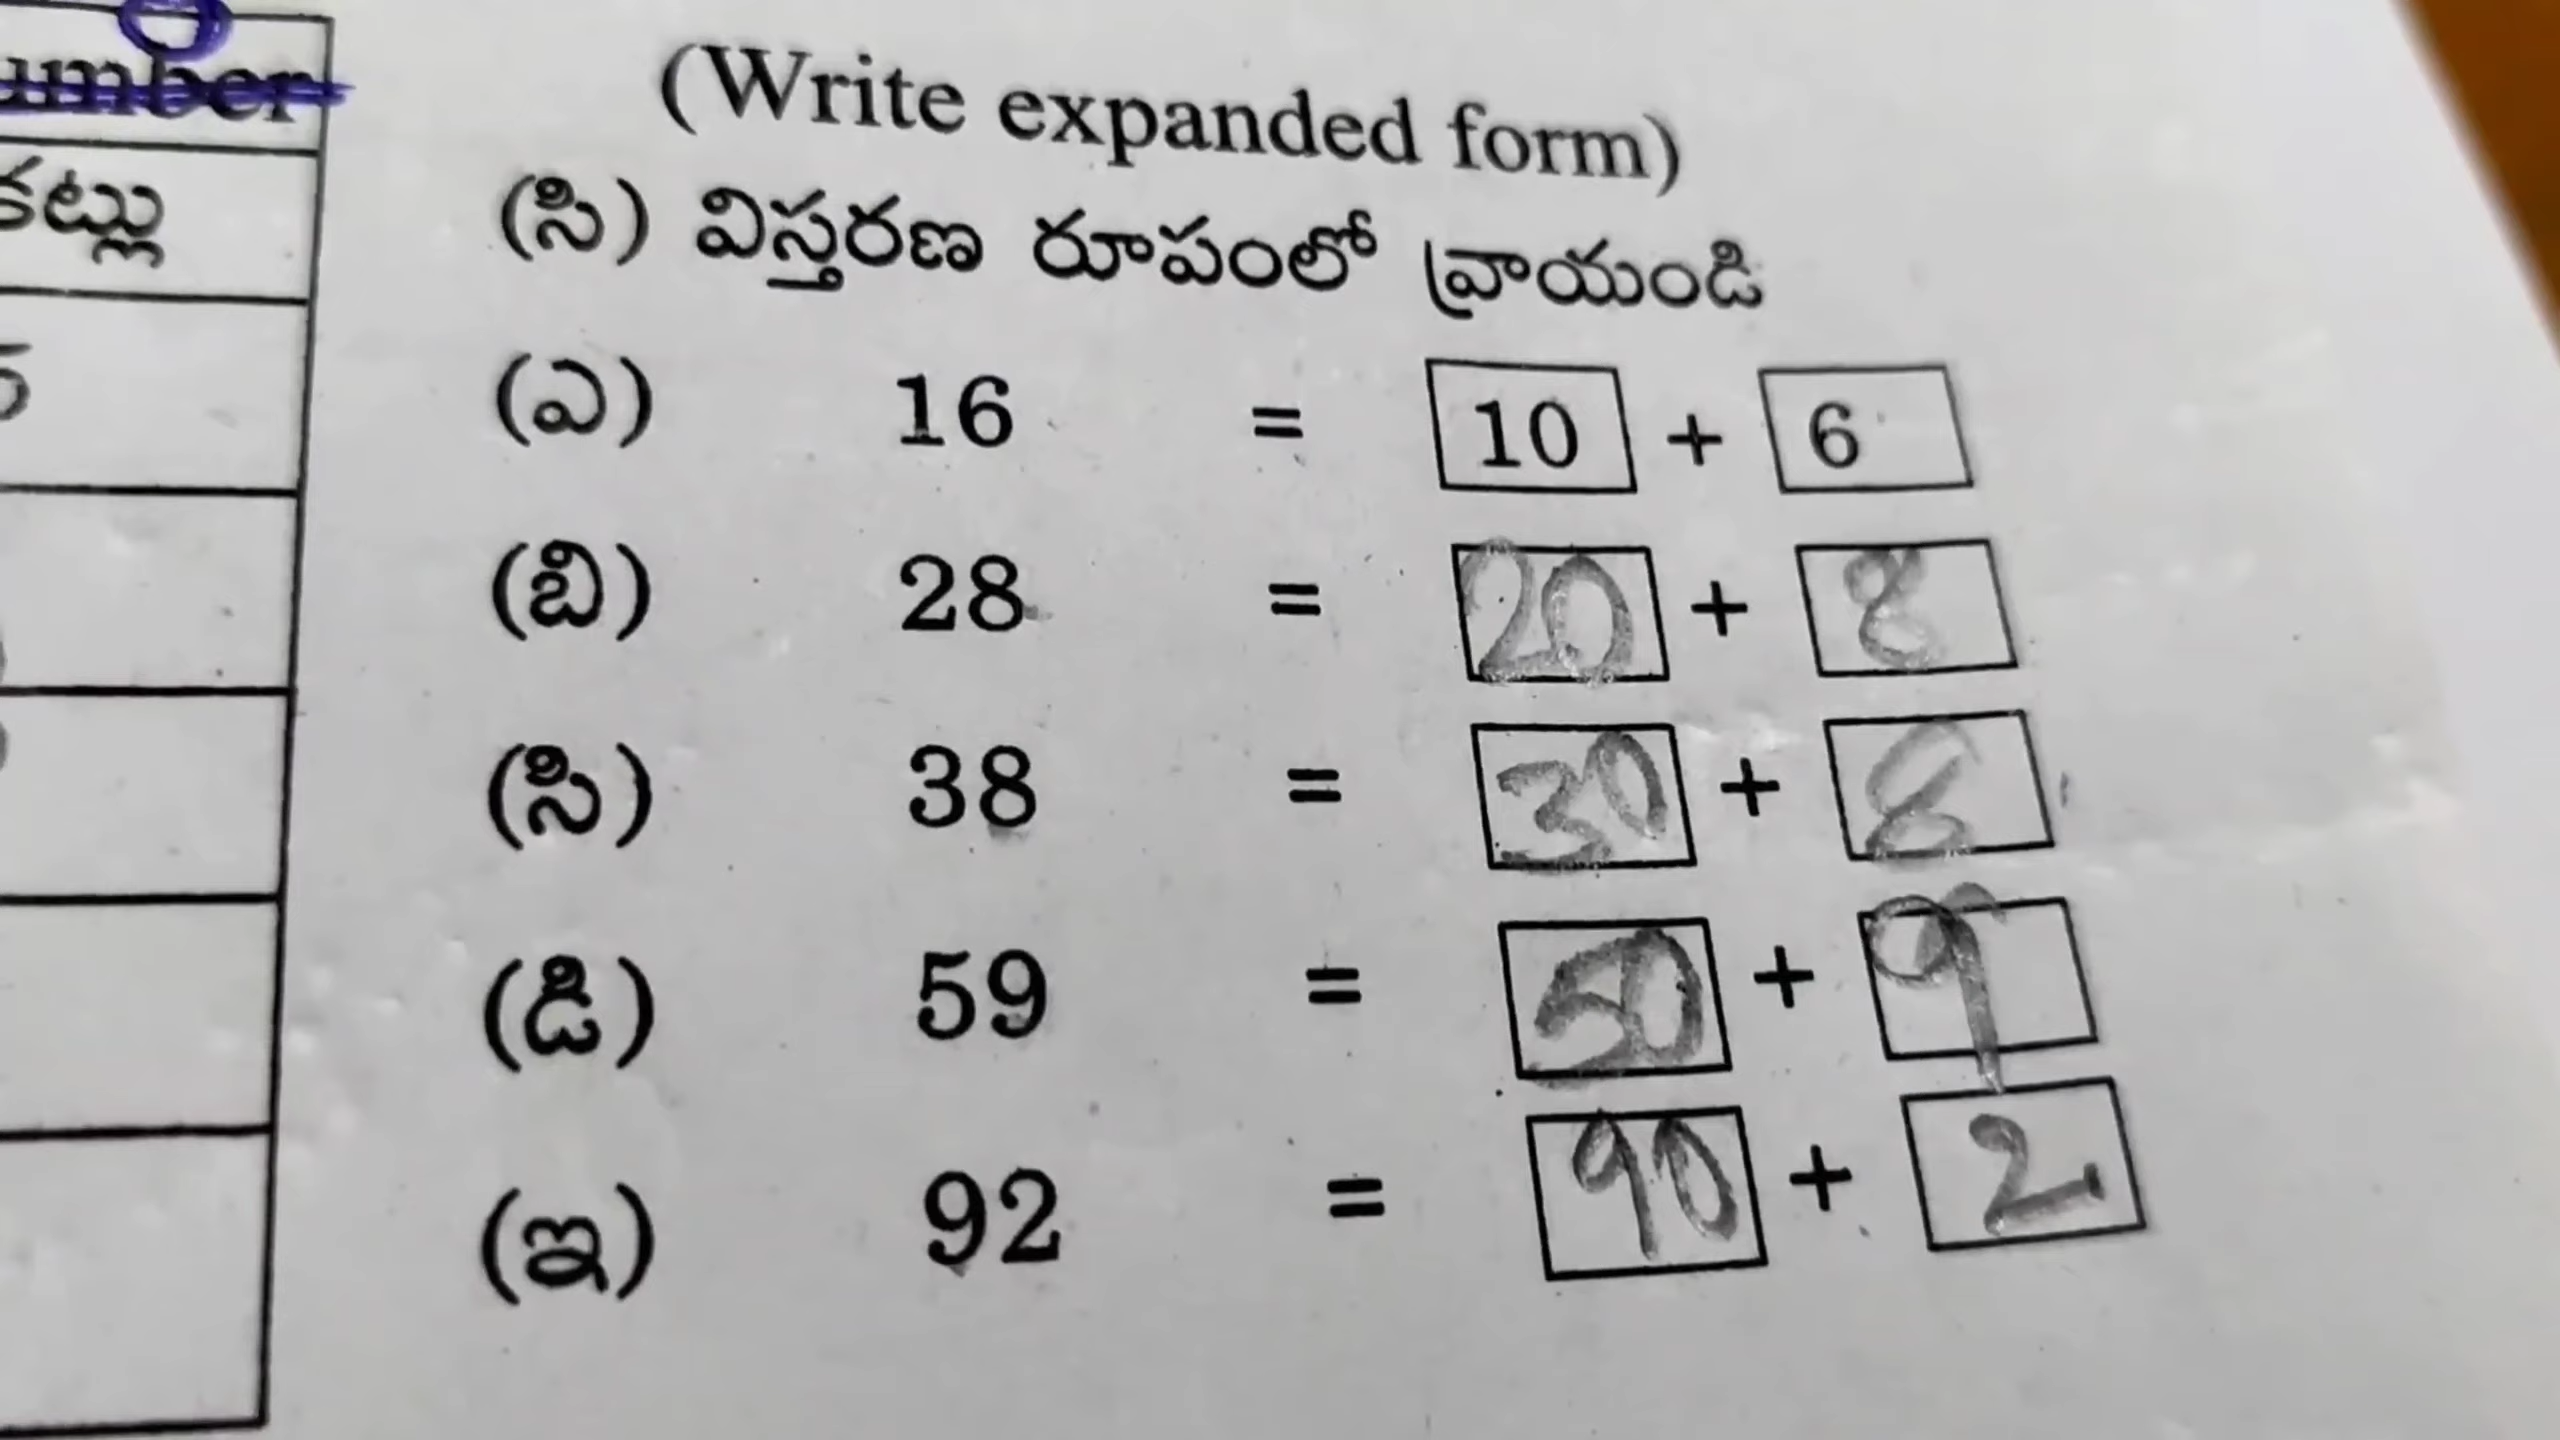 (Write expanded form)
కట్లు
(సి) విస్తరణ రూపంలో వ్రాయండి
(ఎ) 16 = 10 + 6
(బి) 28 = 20 + 8
(సి) 38 = 30 + 8
(డి) 59 = 50 + 9
(ఇ) 92 = 90 + 2